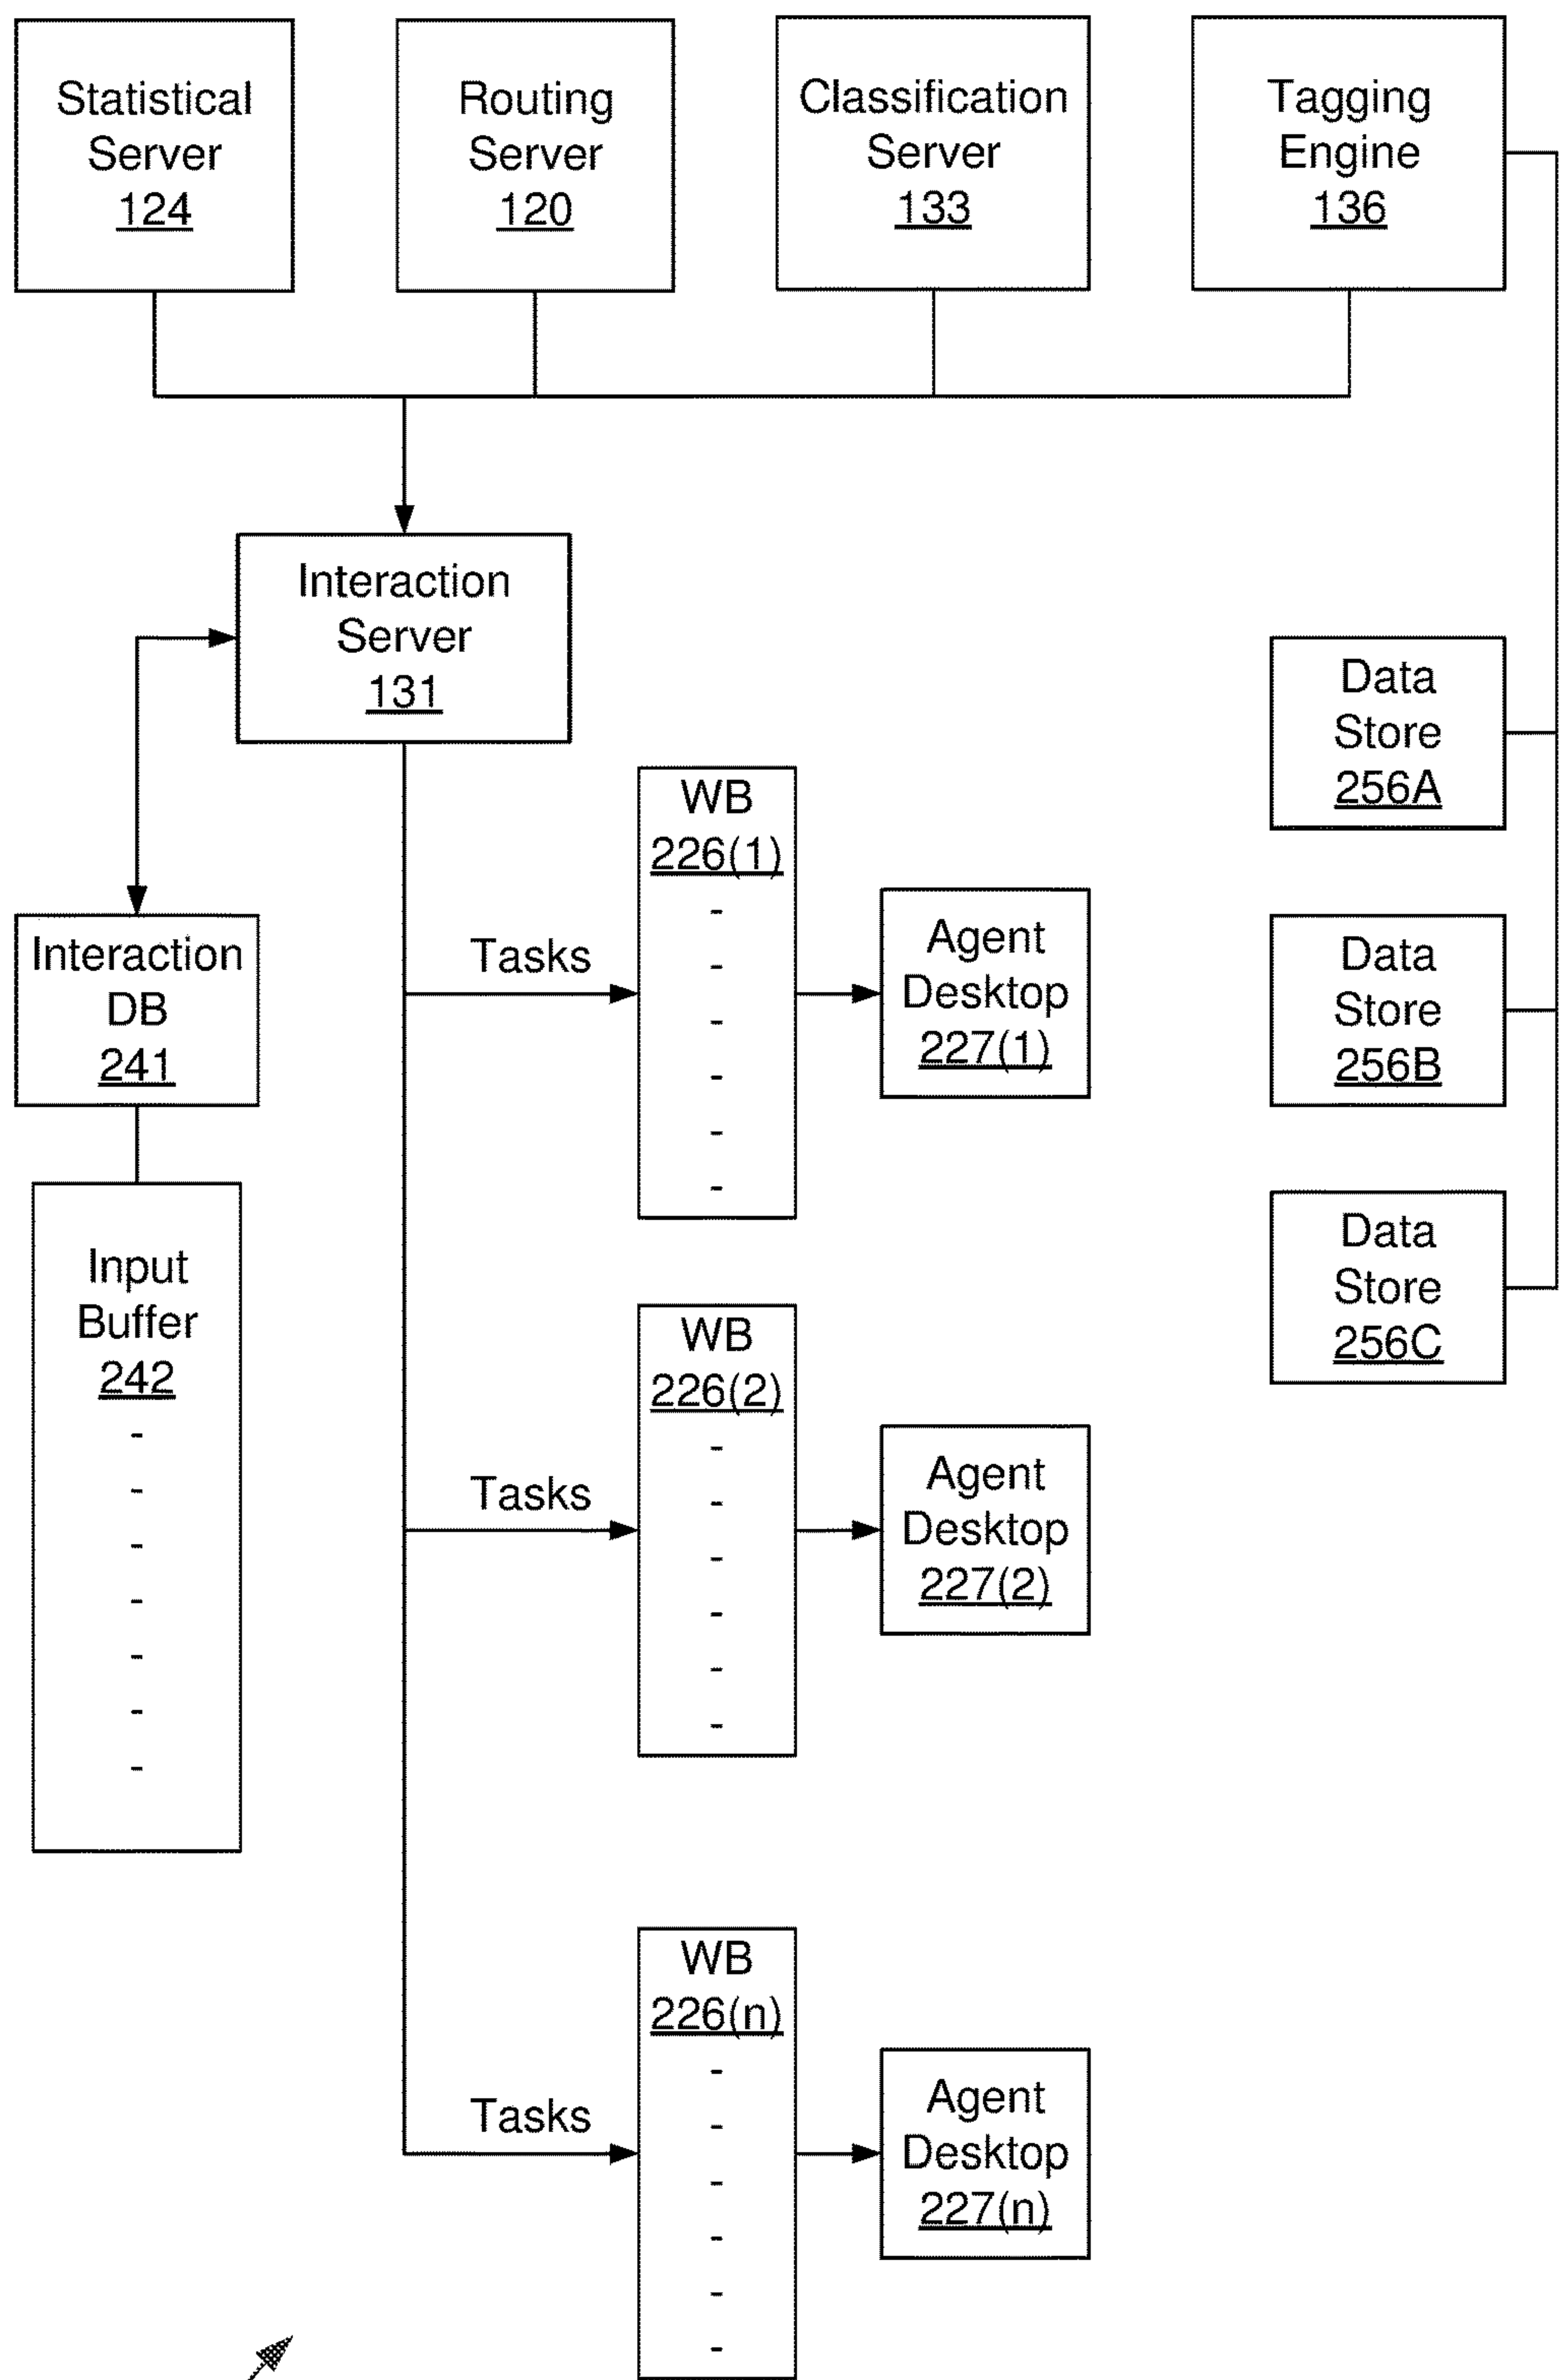 Statistical
Server
124
Routing
Server
120
Classification
Server
133
Tagging
Engine
136
Interaction
Server
131
Data
Store
256A
WB
226(1)
-
-
-
-
-
-
Tasks
Agent
Desktop
227(1)
Interaction
DB
241
Data
Store
256B
Input
Buffer
242
-
-
-
-
-
-
-
Data
Store
256C
WB
226(2)
-
-
-
-
-
-
Tasks
Agent
Desktop
227(2)
WB
226(n)
-
-
-
-
-
-
Tasks
Agent
Desktop
227(n)